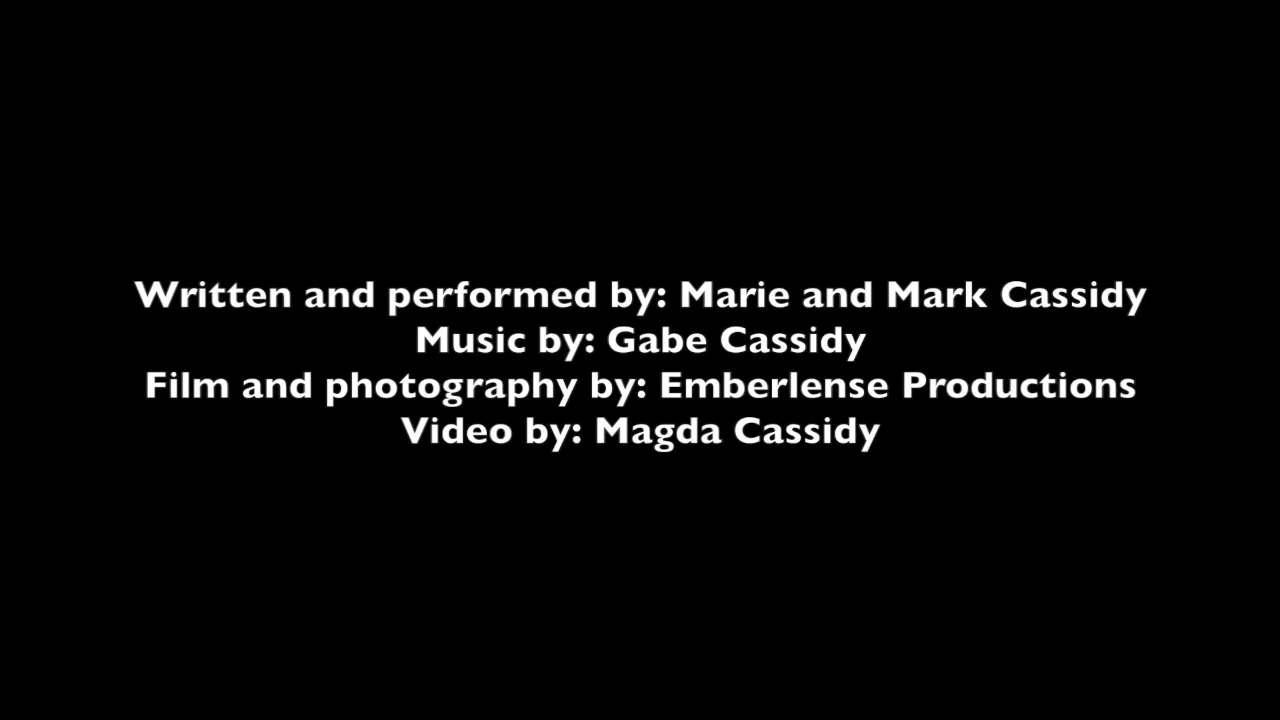 Written and performed by: Marie and Mark Cassidy
Music by: Gabe Cassidy
Film and photography by: Emberlense Productions
Video by: Magda Cassidy